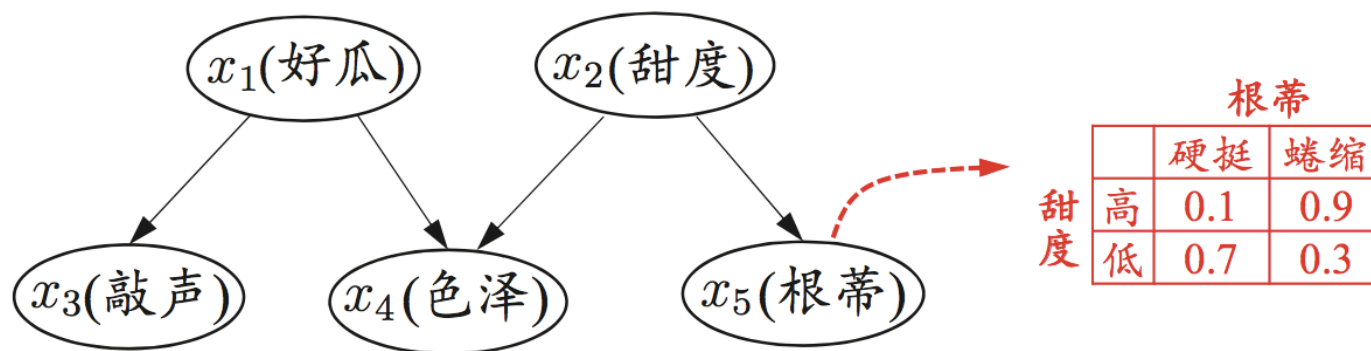 x₁(好瓜)
x₂(甜度)
x₃(敲声)
x₄(色泽)
x₅(根蒂)
根蒂
硬挺 蜷缩
甜度
高 0.1 0.9
低 0.7 0.3